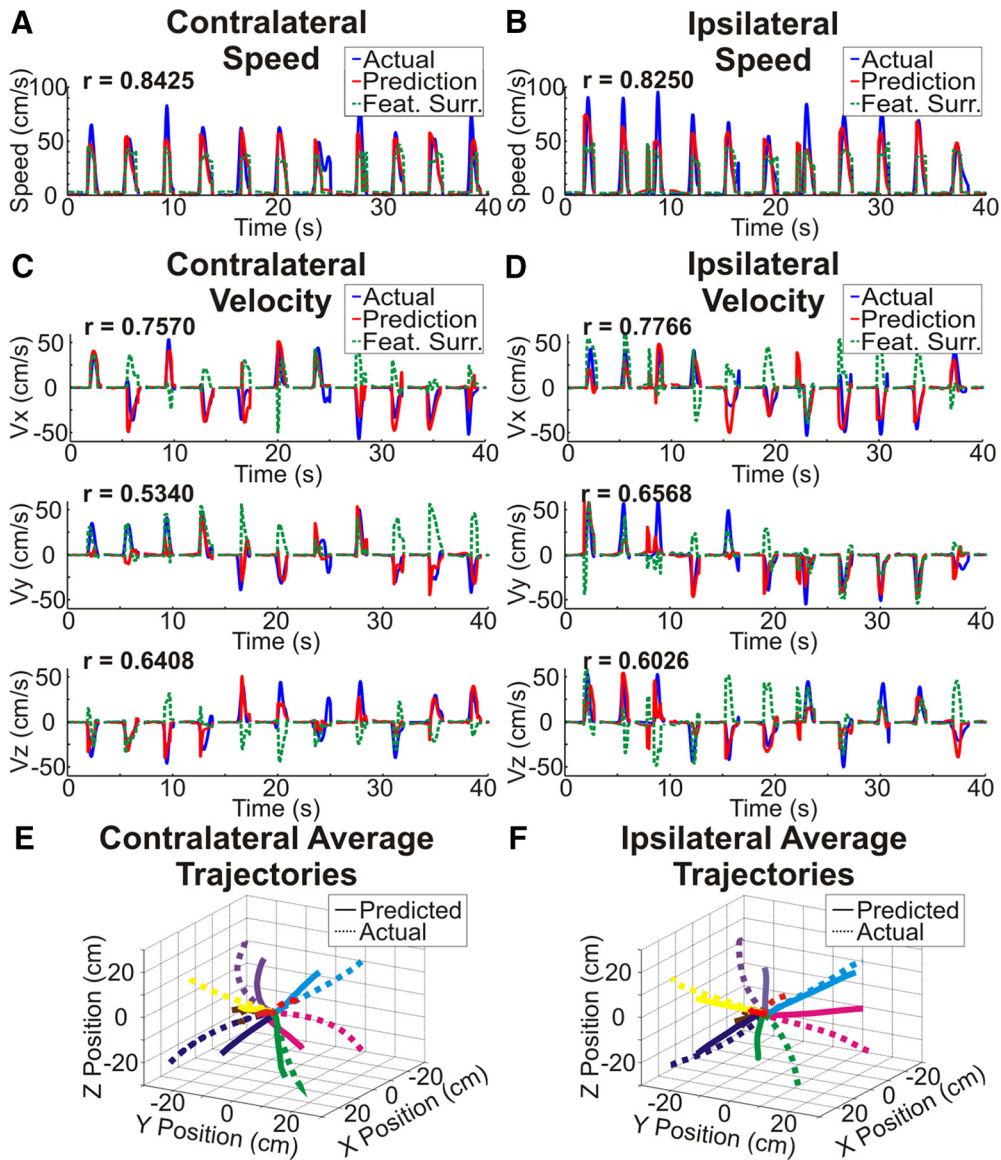 A
Contralateral
Speed
Actual
Prediction
Feat. Surr.
r = 0.8425
Speed (cm/s)
100
50
0
0 10 20 30 40
Time (s)
B
Ipsilateral
Speed
Actual
Prediction
Feat. Surr.
r = 0.8250
Speed (cm/s)
100
50
0
0 10 20 30 40
Time (s)
C
Contralateral
Velocity
Actual
Prediction
Feat. Surr.
r = 0.7570
Vx (cm/s)
50
0
-50
0 10 20 30 40
Time (s)
r = 0.5340
Vy (cm/s)
50
0
-50
0 10 20 30 40
Time (s)
r = 0.6408
Vz (cm/s)
50
0
-50
0 10 20 30 40
Time (s)
D
Ipsilateral
Velocity
Actual
Prediction
Feat. Surr.
r = 0.7766
Vx (cm/s)
50
0
-50
0 10 20 30 40
Time (s)
r = 0.6568
Vy (cm/s)
50
0
-50
0 10 20 30 40
Time (s)
r = 0.6026
Vz (cm/s)
50
0
-50
0 10 20 30 40
Time (s)
E
Contralateral Average
Trajectories
Predicted
Actual
Z Position (cm)
20
0
-20
-20 0 20
Y Position (cm)
20 0 -20
X Position (cm)
F
Ipsilateral Average
Trajectories
Predicted
Actual
Z Position (cm)
20
0
-20
-20 0 20
Y Position (cm)
20 0 -20
X Position (cm)